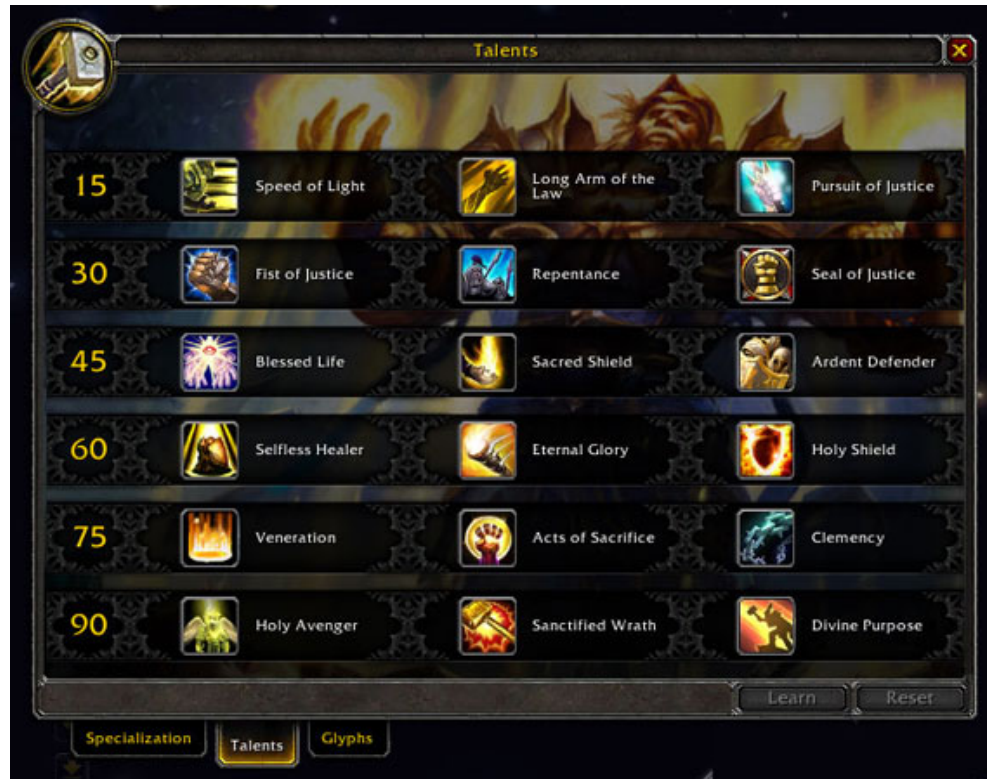 Talents
15
Speed of Light
Long Arm of the
Law
Pursuit of Justice
30
Fist of Justice
Repentance
Seal of Justice
45
Blessed Life
Sacred Shield
Ardent Defender
60
Selfless Healer
Eternal Glory
Holy Shield
75
Veneration
Acts of Sacrifice
Clemency
90
Holy Avenger
Sanctified Wrath
Divine Purpose
Learn
Reset
Specialization
Talents
Glyphs